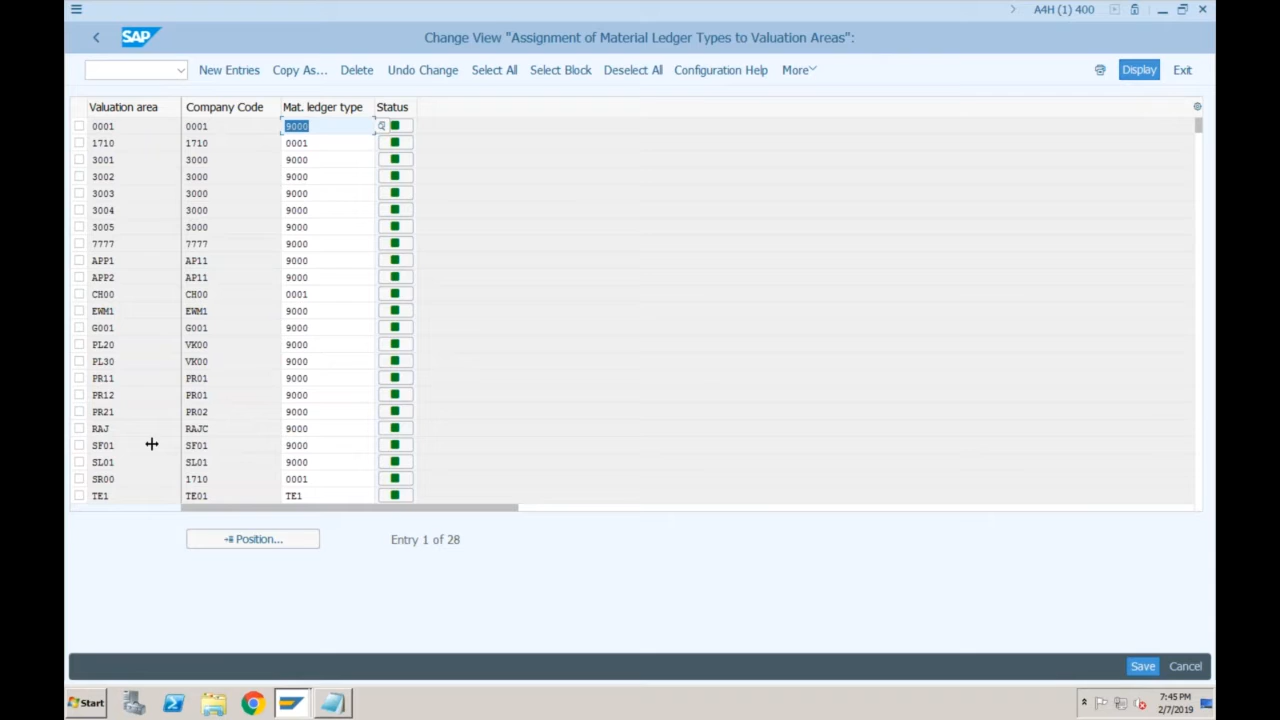 A4H (1) 400
SAP
Change View "Assignment of Material Ledger Types to Valuation Areas":
New Entries Copy As... Delete Undo Change Select All Select Block Deselect All Configuration Help More Display Exit
Valuation area Company Code Mat. ledger type Status
0001 0001 9000
1710 1710 0001
3001 3000 9000
3002 3000 9000
3003 3000 9000
3004 3000 9000
3005 3000 9000
7777 7777 9000
APP1 AP11 9000
APP2 AP11 9000
CH00 CH00 0001
EWM1 EWM1 9000
G001 G001 9000
PL20 VK00 9000
PL30 VK00 9000
PR11 PR01 9000
PR12 PR01 9000
PR21 PR02 9000
RAJ RAJC 9000
SF01 SF01 9000
SL01 SL01 9000
SR00 1710 0001
TE1 TE01 TE1
Position... Entry 1 of 28
Save Cancel
Start 7:45 PM
2/7/2019